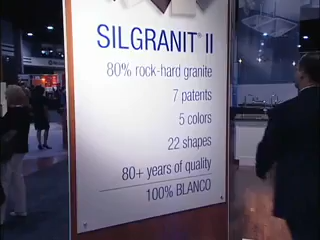 SILGRANIT® II
80% rock-hard granite
7 patents
5 colors
22 shapes
80+ years of quality
100% BLANCO